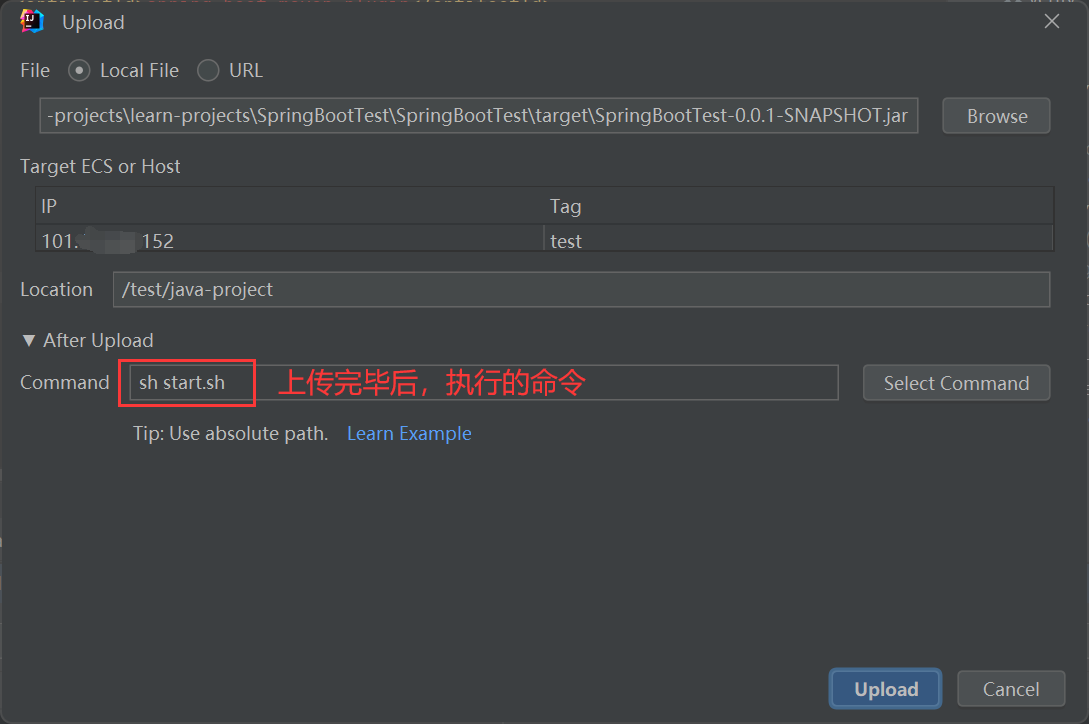 Upload
File Local File URL
-projects\learn-projects\SpringBootTest\SpringBootTest\target\SpringBootTest-0.0.1-SNAPSHOT.jar Browse
Target ECS or Host
IP Tag
101. 152 test
Location /test/java-project
▼ After Upload
Command sh start.sh 上传完毕后，执行的命令 Select Command
Tip: Use absolute path. Learn Example
Upload Cancel